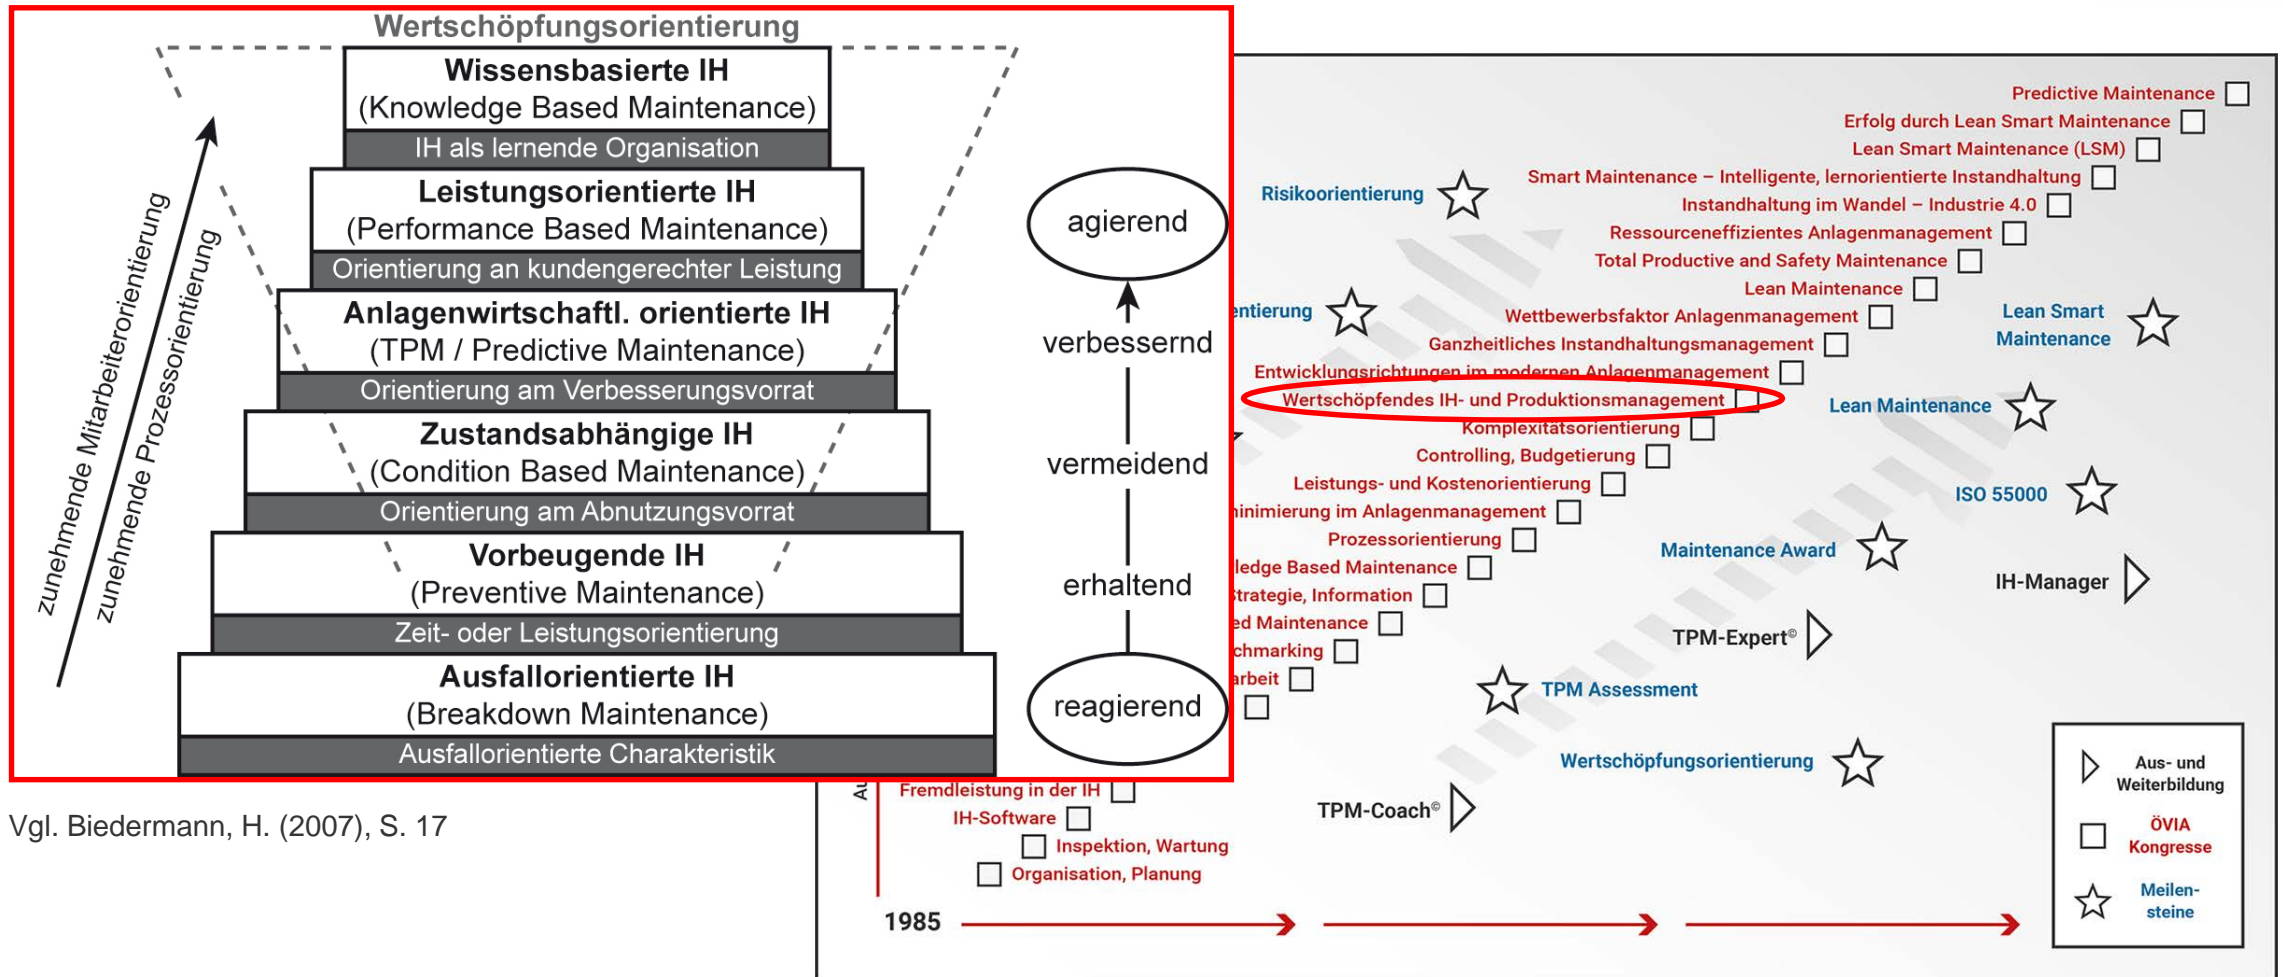 Wertschöpfungsorientierung
Wissensbasierte IH
(Knowledge Based Maintenance)
IH als lernende Organisation
Leistungsorientierte IH
(Performance Based Maintenance)
Orientierung an kundengerechter Leistung
Anlagenwirtschaftl. orientierte IH
(TPM / Predictive Maintenance)
Orientierung am Verbesserungsvorrat
Zustandsabhängige IH
(Condition Based Maintenance)
Orientierung am Abnutzungsvorrat
Vorbeugende IH
(Preventive Maintenance)
Zeit- oder Leistungsorientierung
Ausfallorientierte IH
(Breakdown Maintenance)
Ausfallorientierte Charakteristik
zunehmende Mitarbeiterorientierung
zunehmende Prozessorientierung
agierend
verbessernd
vermeidend
erhaltend
reagierend
Vgl. Biedermann, H. (2007), S. 17
Predictive Maintenance
Erfolg durch Lean Smart Maintenance
Lean Smart Maintenance (LSM)
Smart Maintenance – Intelligente, lernorientierte Instandhaltung
Instandhaltung im Wandel – Industrie 4.0
Ressourceneffizientes Anlagenmanagement
Total Productive and Safety Maintenance
Lean Maintenance
Wettbewerbsfaktor Anlagenmanagement
Ganzheitliches Instandhaltungsmanagement
Entwicklungsrichtungen im modernen Anlagenmanagement
Wertschöpfendes IH- und Produktionsmanagement
Komplexitätsorientierung
Controlling, Budgetierung
Leistungs- und Kostenorientierung
inimierung im Anlagenmanagement
Prozessorientierung
ledge Based Maintenance
Strategie, Information
ed Maintenance
chmarking
arbeit
Fremdleistung in der IH
IH-Software
Inspektion, Wartung
Organisation, Planung
Risikoorientierung
entierung
Lean Smart
Maintenance
Lean Maintenance
ISO 55000
Maintenance Award
IH-Manager
TPM-Expert©
TPM Assessment
Wertschöpfungsorientierung
TPM-Coach©
Au
1985
Aus- und
Weiterbildung
ÖVIA
Kongresse
Meilen-
steine